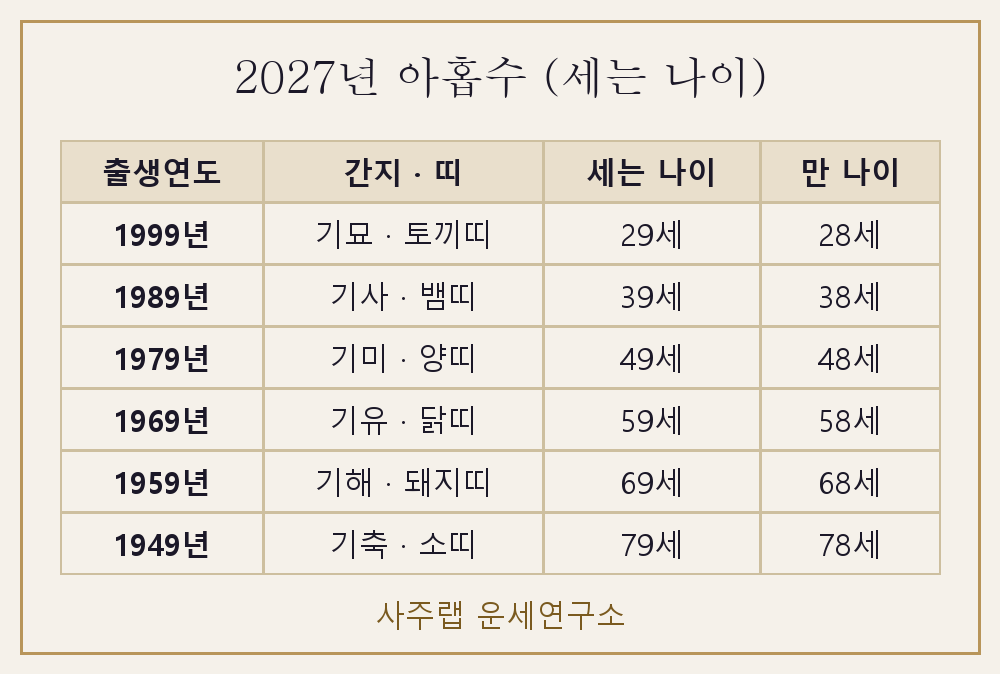 2027년 아홉수 (세는 나이)
출생연도 간지 · 띠 세는 나이 만 나이
1999년 기묘 · 토끼띠 29세 28세
1989년 기사 · 뱀띠 39세 38세
1979년 기미 · 양띠 49세 48세
1969년 기유 · 닭띠 59세 58세
1959년 기해 · 돼지띠 69세 68세
1949년 기축 · 소띠 79세 78세
사주랩 운세연구소